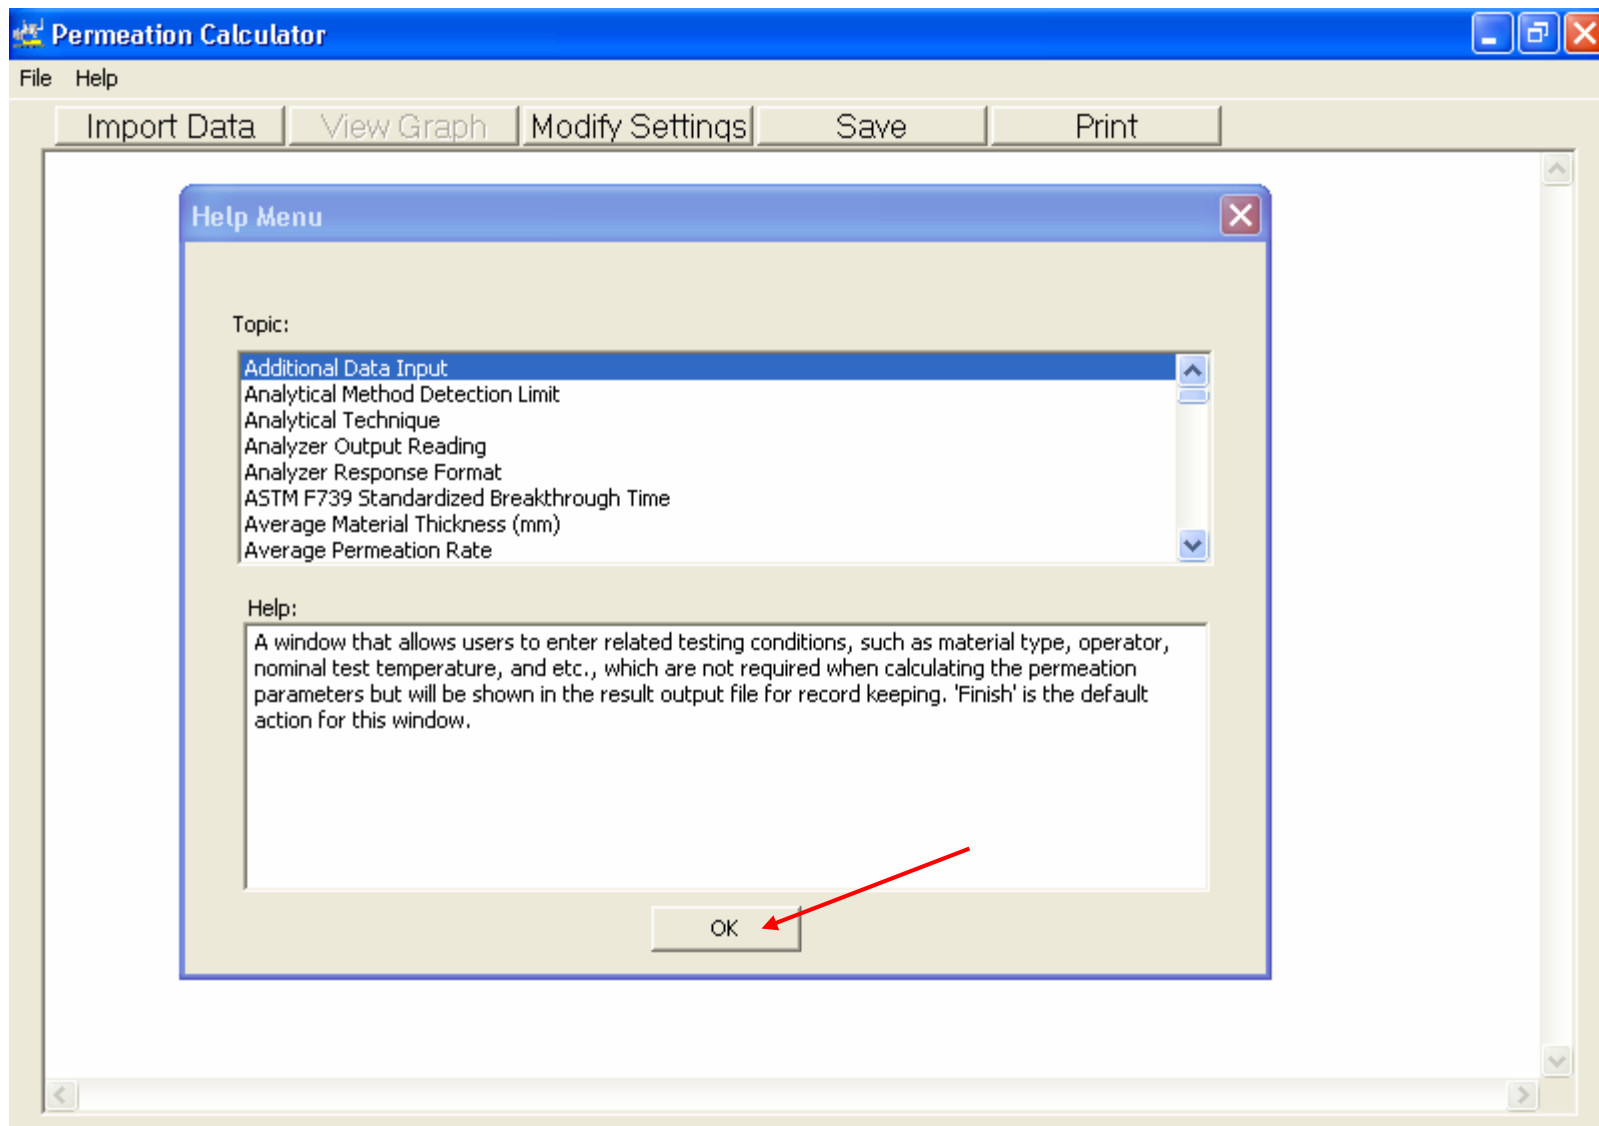 Permeation Calculator
File Help
Import Data View Graph Modify Settings Save Print
Help Menu
Topic:
Additional Data Input
Analytical Method Detection Limit
Analytical Technique
Analyzer Output Reading
Analyzer Response Format
ASTM F739 Standardized Breakthrough Time
Average Material Thickness (mm)
Average Permeation Rate
Help:
A window that allows users to enter related testing conditions, such as material type, operator,
nominal test temperature, and etc., which are not required when calculating the permeation
parameters but will be shown in the result output file for record keeping. 'Finish' is the default
action for this window.
OK